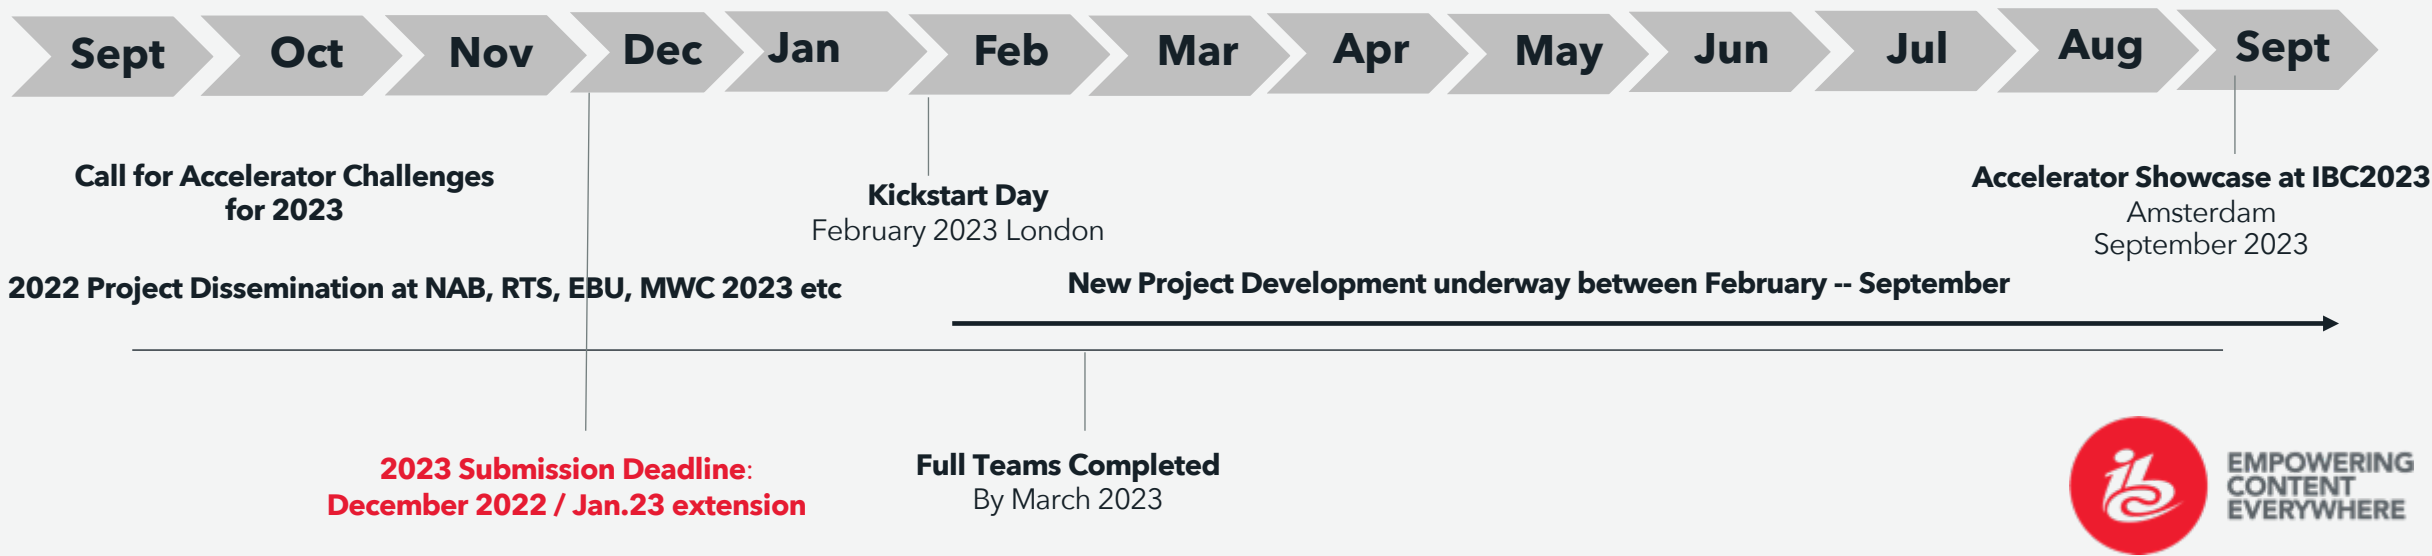 Sept Oct Nov Dec Jan Feb Mar Apr May Jun Jul Aug Sept
Call for Accelerator Challenges
for 2023
Kickstart Day
February 2023 London
Accelerator Showcase at IBC2023
Amsterdam
September 2023
2022 Project Dissemination at NAB, RTS, EBU, MWC 2023 etc
New Project Development underway between February -- September
2023 Submission Deadline:
December 2022 / Jan.23 extension
Full Teams Completed
By March 2023
ibc
EMPOWERING
CONTENT
EVERYWHERE